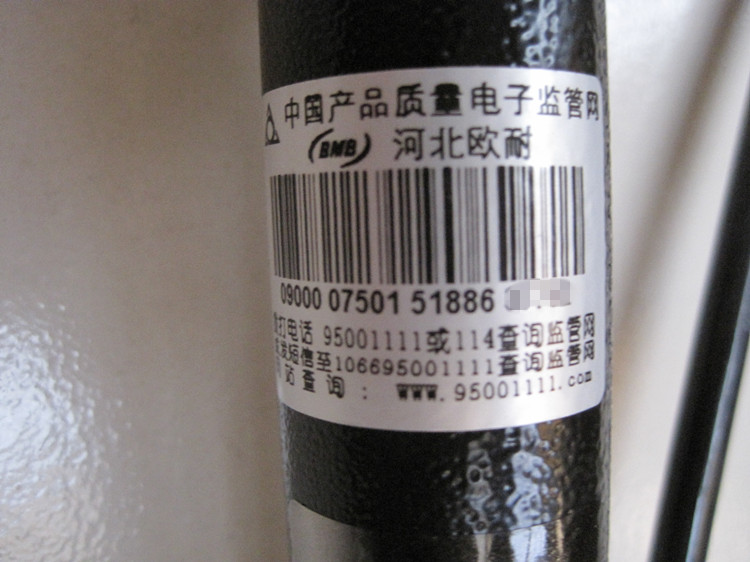 中国产品质量电子监管网
BMB 河北欧耐
09000 07501 51886
打电话 95001111或114查询监管网
发短信至106695001111查询监管网
站查询： www.95001111.com